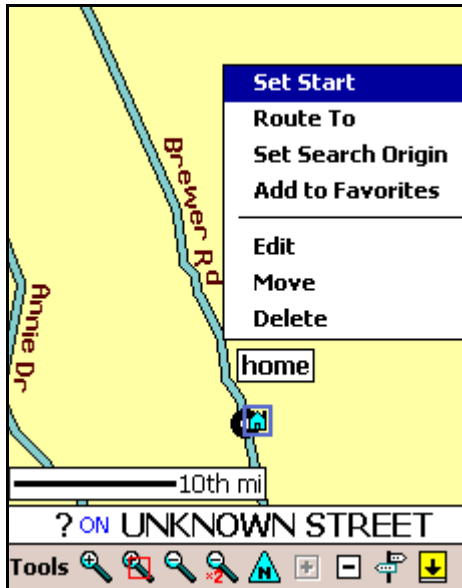 Set Start
Route To
Set Search Origin
Add to Favorites
Edit
Move
Delete
Brewer Rd
Annie Dr
home
10th mi
? ON UNKNOWN STREET
Tools
×2
N